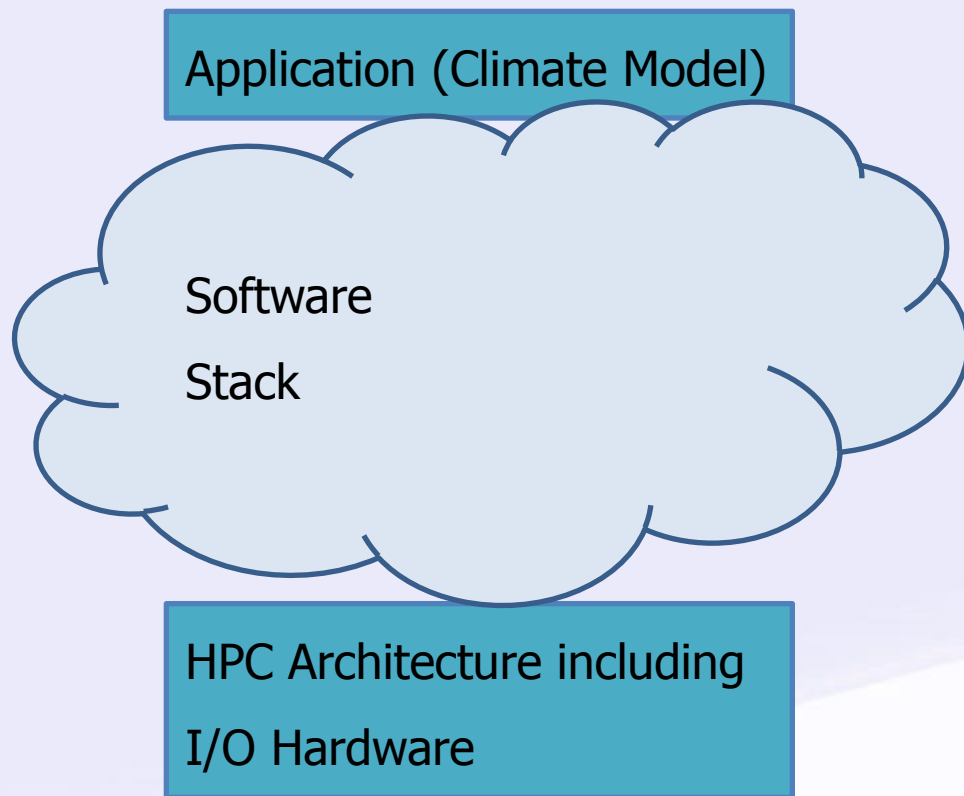 Application (Climate Model)
Software
Stack
HPC Architecture including
I/O Hardware